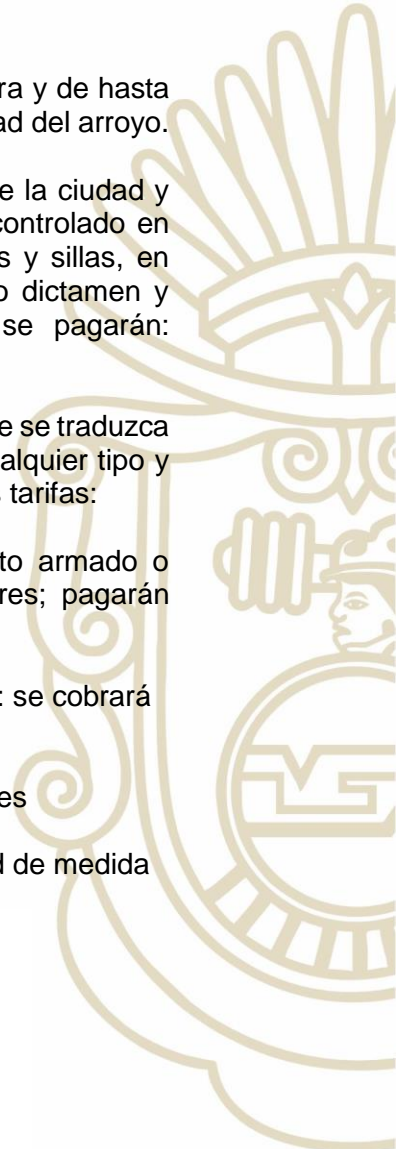 ra y de hasta
ad del arroyo.
e la ciudad y
controlado en
s y sillas, en
o dictamen y
se pagarán:
e se traduzca
alquier tipo y
s tarifas:
to armado o
res; pagarán
: se cobrará
es
d de medida